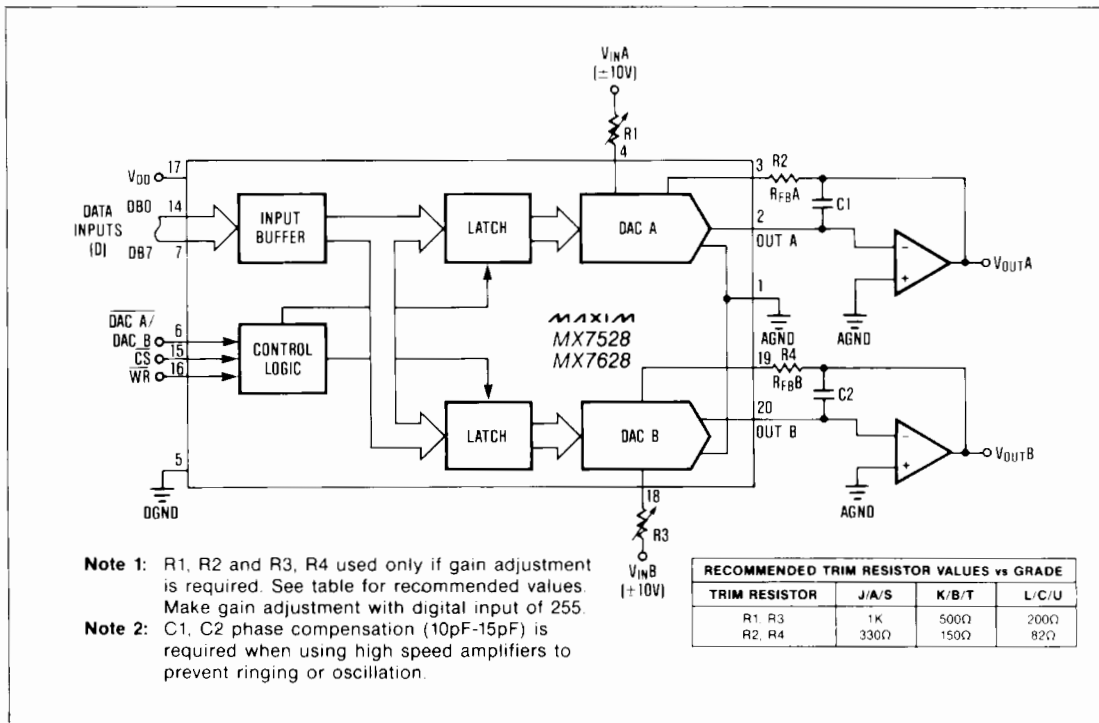 VINA
(±10V)
R1
4
VDD
17
DATA
INPUTS
(D)
DB0
14
DB7
7
INPUT
BUFFER
LATCH
DAC A
3
R2
RFBA
C1
2
OUT A
1
AGND
AGND
−
+
VOUTA
DAC A/
DAC B
6
CS
15
WR
16
CONTROL
LOGIC
MAXIM
MX7528
MX7628
19
R4
RFBB
C2
20
OUT B
LATCH
DAC B
−
+
VOUTB
AGND
5
DGND
18
R3
VINB
(±10V)
Note 1: R1, R2 and R3, R4 used only if gain adjustment
is required. See table for recommended values.
Make gain adjustment with digital input of 255.
Note 2: C1, C2 phase compensation (10pF-15pF) is
required when using high speed amplifiers to
prevent ringing or oscillation.
RECOMMENDED TRIM RESISTOR VALUES vs GRADE
TRIM RESISTOR J/A/S K/B/T L/C/U
R1, R3 1K 500Ω 200Ω
R2, R4 330Ω 150Ω 82Ω